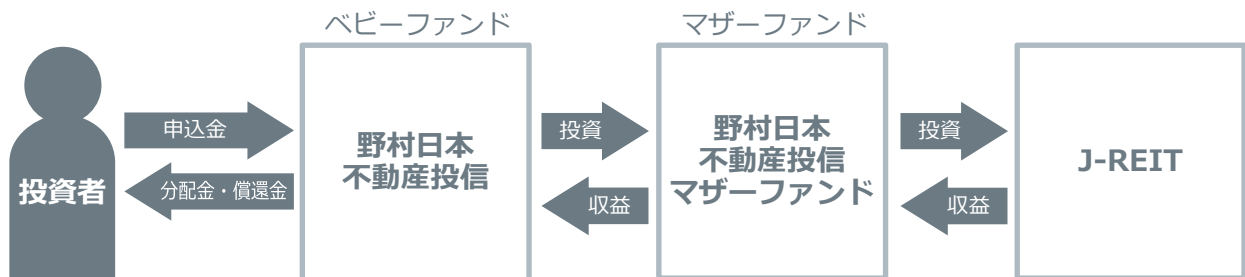 ベビーファンド
マザーファンド
投資者
申込金
分配金・償還金
野村日本
不動産投信
投資
収益
野村日本
不動産投信
マザーファンド
投資
収益
J-REIT